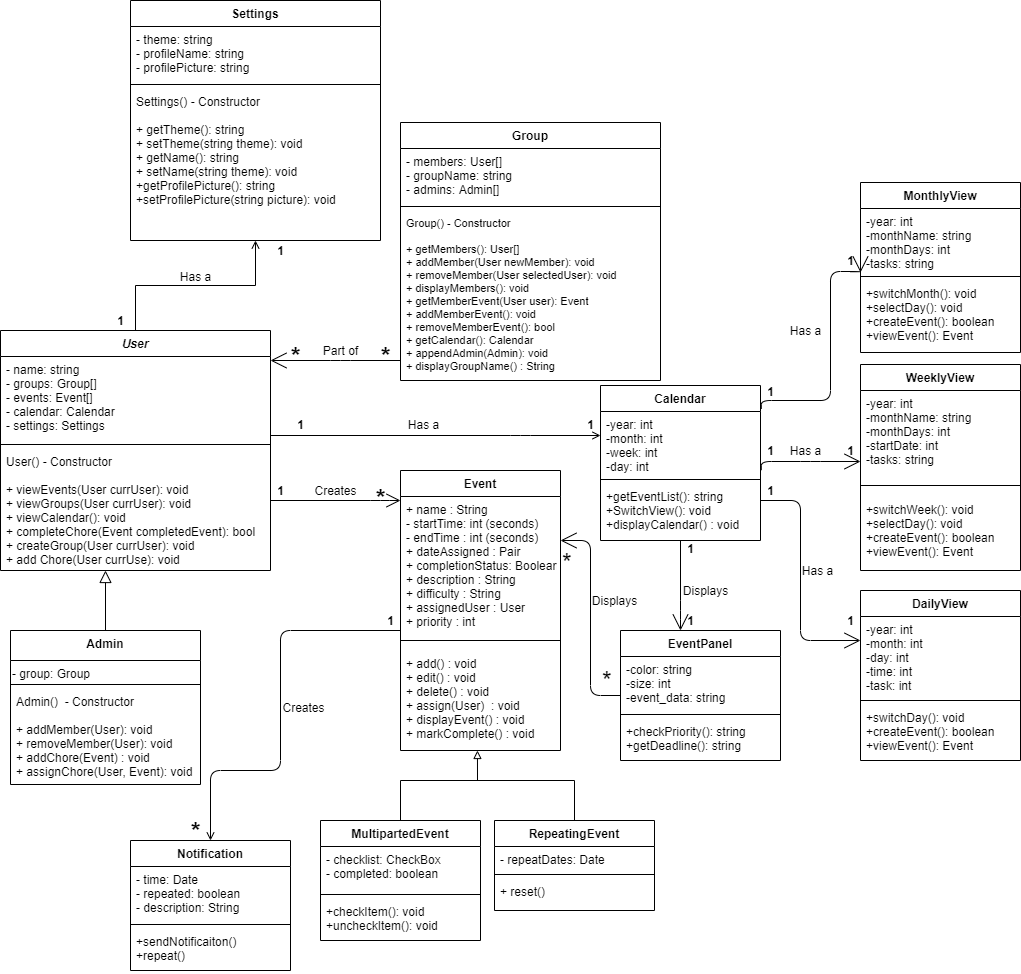 Settings
- theme: string
- profileName: string
- profilePicture: string
Settings() - Constructor
+ getTheme(): string
+ setTheme(string theme): void
+ getName(): string
+ setName(string theme): void
+getProfilePicture(): string
+setProfilePicture(string picture): void
1
Has a
1
Group
- members: User[]
- groupName: string
- admins: Admin[]
Group() - Constructor
+ getMembers(): User[]
+ addMember(User newMember): void
+ removeMember(User selectedUser): void
+ displayMembers(): void
+ getMemberEvent(User user): Event
+ addMemberEvent(): void
+ removeMemberEvent(): bool
+ getCalendar(): Calendar
+ appendAdmin(Admin): void
+ displayGroupName() : String
* Part of *
User
- name: string
- groups: Group[]
- events: Event[]
- calendar: Calendar
- settings: Settings
User() - Constructor
+ viewEvents(User currUser): void
+ viewGroups(User currUser): void
+ viewCalendar(): void
+ completeChore(Event completedEvent): bool
+ createGroup(User currUser): void
+ add Chore(User currUse): void
1 Has a 1
1 Creates *
Admin
- group: Group
Admin()  - Constructor
+ addMember(User): void
+ removeMember(User): void
+ addChore(Event) : void
+ assignChore(User, Event): void
Event
+ name : String
- startTime: int (seconds)
- endTime : int (seconds)
+ dateAssigned : Pair
+ completionStatus: Boolear
+ description : String
+ difficulty : String
+ assignedUser : User
+ priority : int
+ add() : void
+ edit() : void
+ delete() : void
+ assign(User)  : void
+ displayEvent() : void
+ markComplete() : void
1
Creates
*
Notification
- time: Date
- repeated: boolean
- description: String
+sendNotificaiton()
+repeat()
MultipartedEvent
- checklist: CheckBox
- completed: boolean
+checkItem(): void
+uncheckItem(): void
RepeatingEvent
- repeatDates: Date
+ reset()
Calendar
-year: int
-month: int
-week: int
-day: int
+getEventList(): string
+SwitchView(): void
+displayCalendar() : void
1
Displays
1
EventPanel
-color: string
-size: int
-event_data: string
+checkPriority(): string
+getDeadline(): string
*
Displays
*
1 Has a 1
1 Has a 1
1 Has a 1
MonthlyView
-year: int
-monthName: string
-monthDays: int
-tasks: string
+switchMonth(): void
+selectDay(): void
+createEvent(): boolean
+viewEvent(): Event
WeeklyView
-year: int
-monthName: string
-monthDays: int
-startDate: int
-tasks: string
+switchWeek(): void
+selectDay(): void
+createEvent(): boolean
+viewEvent(): Event
DailyView
-year: int
-month: int
-day: int
-time: int
-task: int
+switchDay(): void
+createEvent(): boolean
+viewEvent(): Event